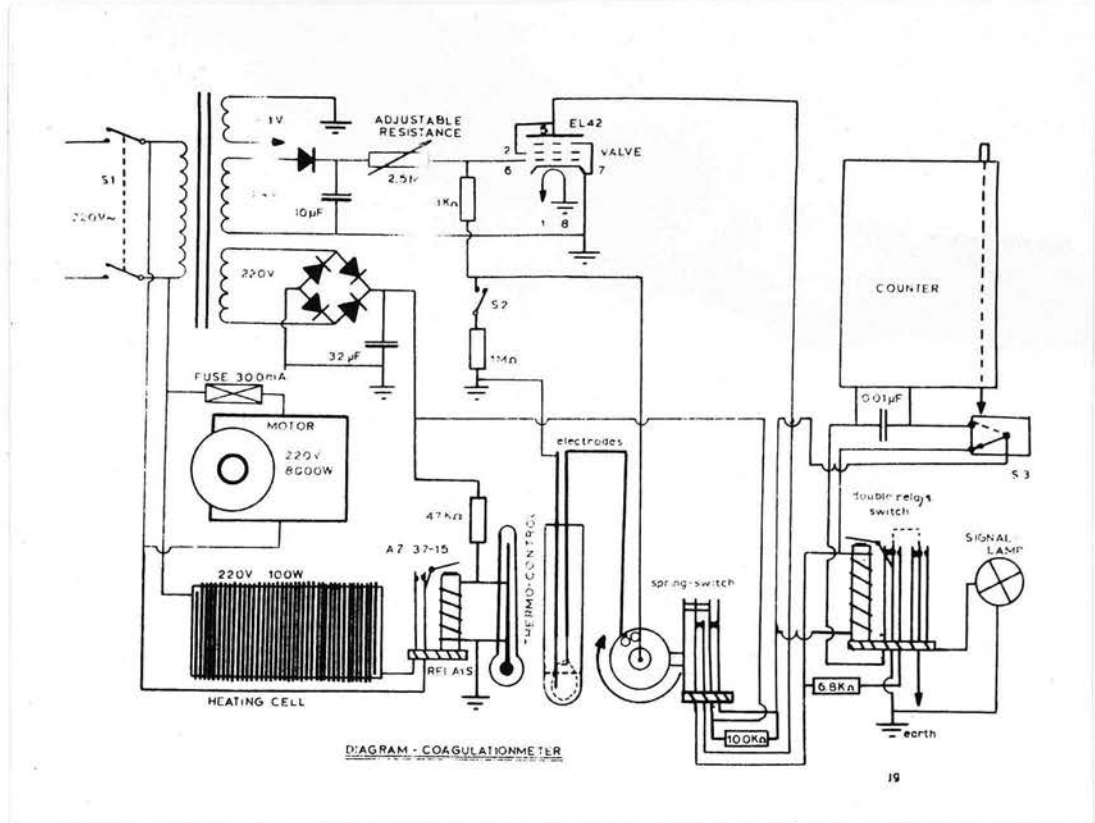 ADJUSTABLE
RESISTANCE
5
EL42
2
VALVE
6
7
S1
10µF
1KΩ
1
8
220V~
COUNTER
220V
S2
32µF
1MΩ
FUSE 300mA
0.01µF
MOTOR
220V
electrodes
S3
double relays
switch
47KΩ
SIGNAL-
LAMP
AZ 37-15
THERMO-CONTROL
220V 100W
spring-switch
RELAIS
6.8KΩ
HEATING CELL
earth
100KΩ
DIAGRAM - COAGULATIONMETER
19